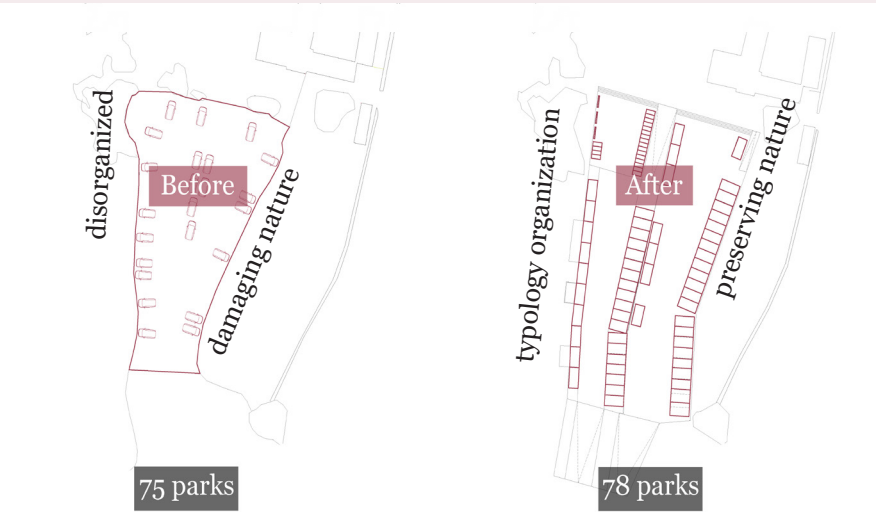 disorganized
Before
damaging nature
75 parks
typology organization
After
preserving nature
78 parks